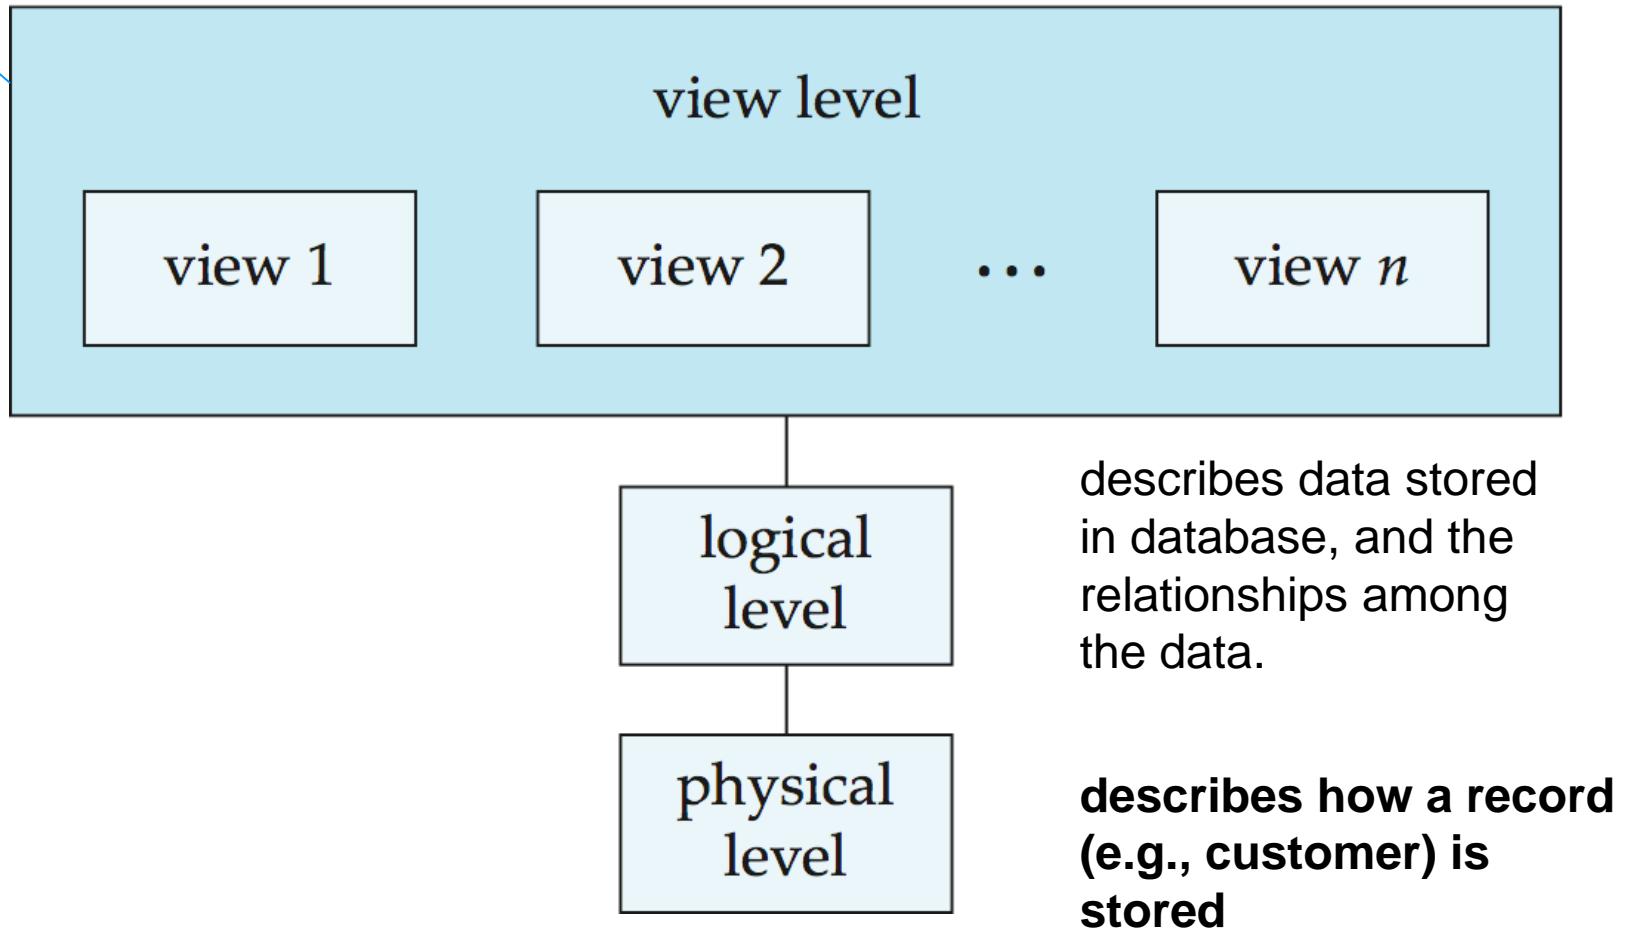 view level
view 1
view 2
...
view n
describes data stored
in database, and the
relationships among
the data.
logical
level
physical
level
describes how a record
(e.g., customer) is
stored